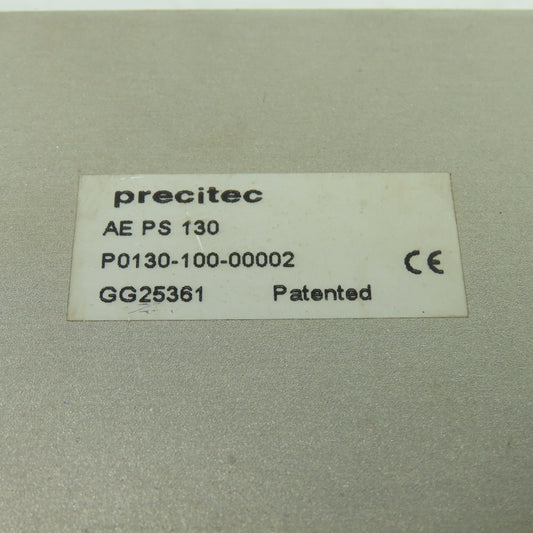 precitec
AE PS 130
P0130-100-00002 CE
GG25361 Patented